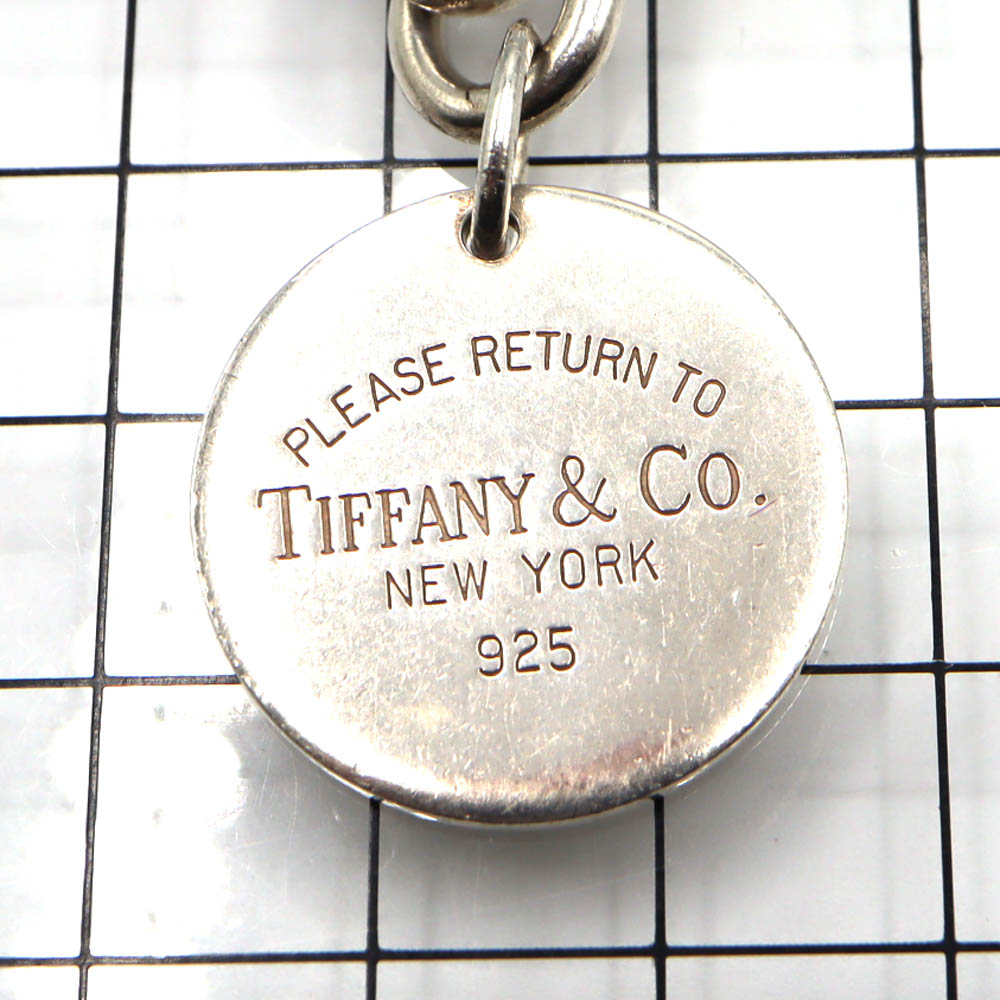 PLEASE RETURN TO
TIFFANY & CO.
NEW YORK
925